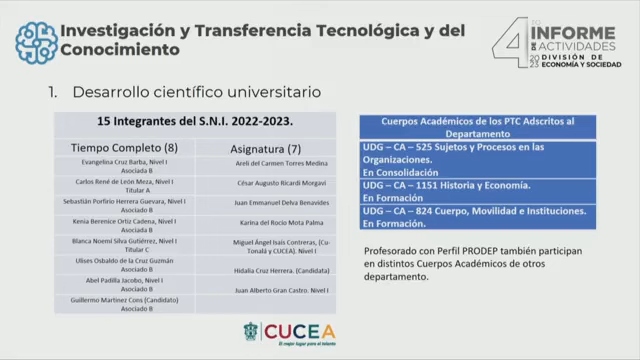 Investigación y Transferencia Tecnológica y del
Conocimiento
4TO INFORME
DE ACTIVIDADES
2023 DIVISIÓN DE
ECONOMÍA Y SOCIEDAD
1. Desarrollo científico universitario
15 Integrantes del S.N.I. 2022-2023.
Tiempo Completo (8)
Asignatura (7)
Evangelina Cruz Barba, Nivel I
Asociada B
Areli del Carmen Torres Medina
Carlos René de León Meza, Nivel I
Titular A
César Augusto Ricardi Morgavi
Sebastián Porfirio Herrera Guevara, Nivel I
Asociado B
Juan Emmanuel Delva Benavides
Kenia Berenice Ortiz Cadena, Nivel I
Asociado B
Karina del Rocío Mota Palma
Blanca Noemí Silva Gutiérrez, Nivel I
Titular C
Miguel Ángel Isais Contreras, (Cu-
Tonalá y CUCEA). Nivel I
Ulises Osbaldo de la Cruz Guzmán
Asociado B
Hidalia Cruz Herrera. (Candidata)
Abel Padilla Jacobo, Nivel I
Asociado B
Juan Alberto Gran Castro. Nivel I
Guillermo Martínez Cons (Candidato)
Asociado B
Cuerpos Académicos de los PTC Adscritos al
Departamento
UDG – CA – 525 Sujetos y Procesos en las
Organizaciones.
En Consolidación
UDG – CA – 1151 Historia y Economía.
En Formación
UDG – CA – 824 Cuerpo, Movilidad e Instituciones.
En Formación.
Profesorado con Perfil PRODEP también participan
en distintos Cuerpos Académicos de otros
departamento.
CUCEA
El mejor lugar para el talento